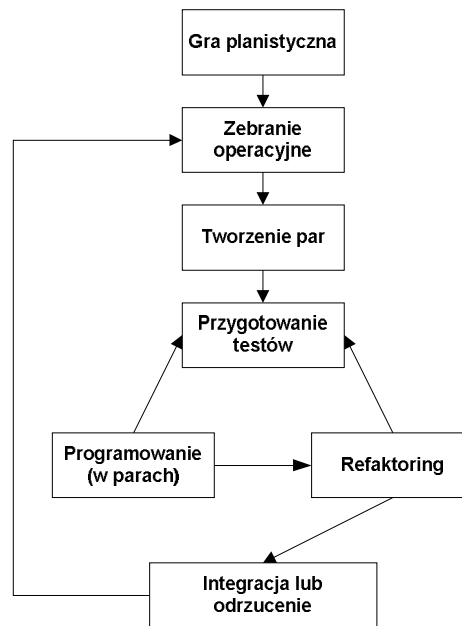 Gra planistyczna
Zebranie
operacyjne
Tworzenie par
Przygotowanie
testów
Programowanie
(w parach)
Refaktoring
Integracja lub
odrzucenie